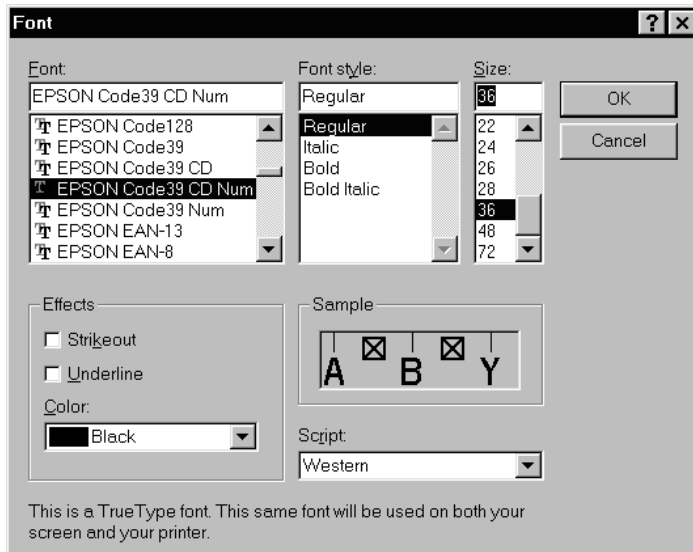 Font
Font:
EPSON Code39 CD Num
EPSON Code128
EPSON Code39
EPSON Code39 CD
EPSON Code39 CD Num
EPSON Code39 Num
EPSON EAN-13
EPSON EAN-8
Font style:
Regular
Regular
Italic
Bold
Bold Italic
Size:
36
22
24
26
28
36
48
72
OK
Cancel
Effects
Strikeout
Underline
Color:
Black
Sample
A B Y
Script:
Western
This is a TrueType font. This same font will be used on both your
screen and your printer.